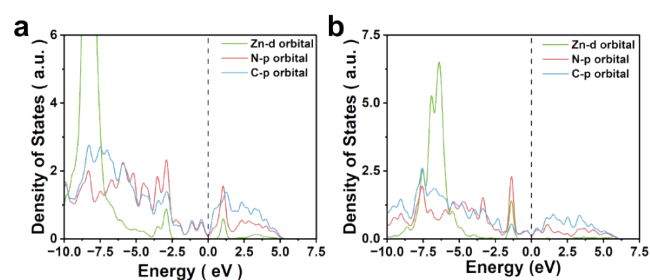 a
Density of States ( a.u. )
6
4
2
0
Zn-d orbital
N-p orbital
C-p orbital
−10.0 −7.5 −5.0 −2.5 0.0 2.5 5.0 7.5
Energy ( eV )
b
Density of States ( a.u. )
7.5
5.0
2.5
0.0
Zn-d orbital
N-p orbital
C-p orbital
−10.0 −7.5 −5.0 −2.5 0.0 2.5 5.0 7.5
Energy (eV)